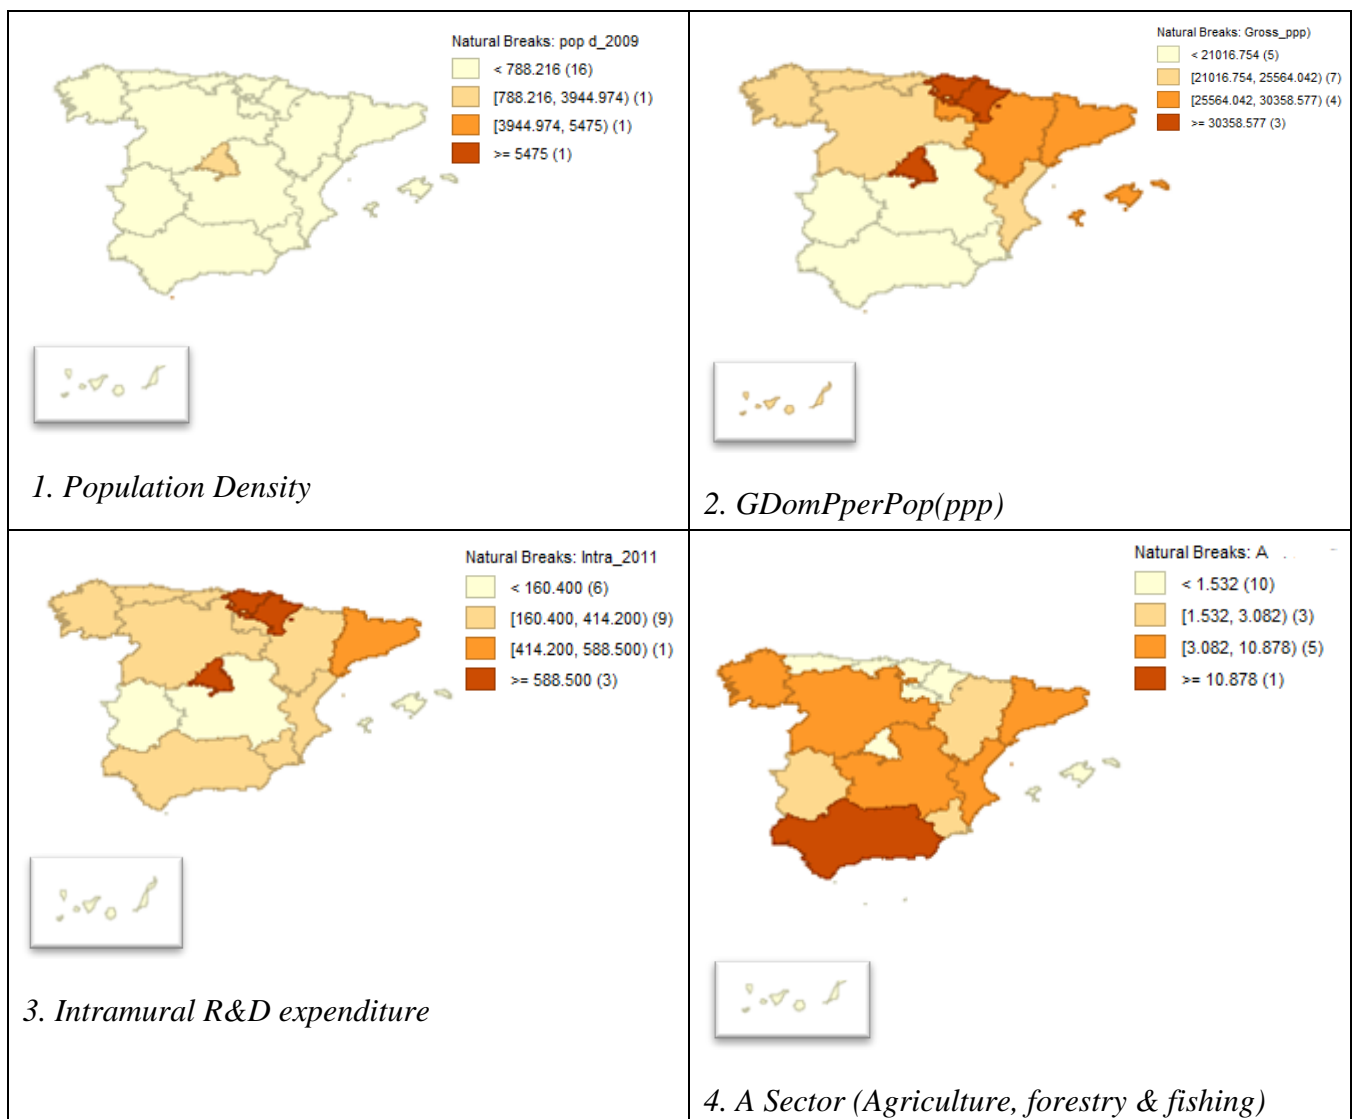 Natural Breaks: pop d_2009
< 788.216 (16)
[788.216, 3944.974) (1)
[3944.974, 5475) (1)
>= 5475 (1)
1. Population Density
Natural Breaks: Gross_ppp)
< 21016.754 (5)
[21016.754, 25564.042) (7)
[25564.042, 30358.577) (4)
>= 30358.577 (3)
2. GDomPperPop(ppp)
Natural Breaks: Intra_2011
< 160.400 (6)
[160.400, 414.200) (9)
[414.200, 588.500) (1)
>= 588.500 (3)
3. Intramural R&D expenditure
Natural Breaks: A
< 1.532 (10)
[1.532, 3.082) (3)
[3.082, 10.878) (5)
>= 10.878 (1)
4. A Sector (Agriculture, forestry & fishing)